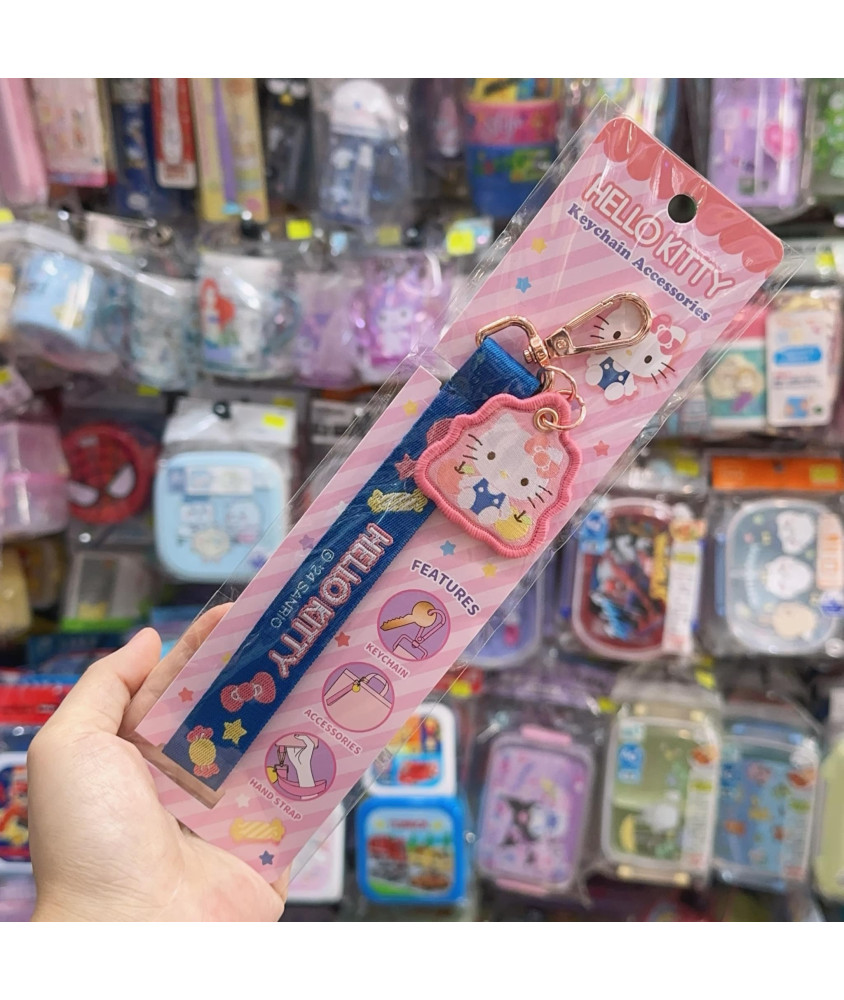 HELLO KITTY
Keychain Accessories
HELLO KITTY
© '24 SANRIO
FEATURES
KEYCHAIN
ACCESSORIES
HAND STRAP